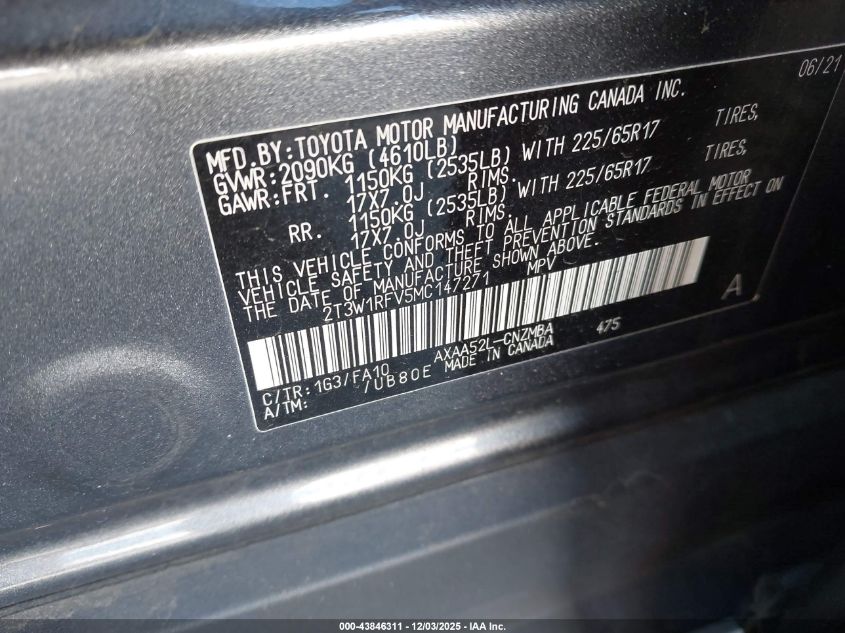 06/21
MFD.BY:TOYOTA MOTOR MANUFACTURING CANADA INC.
GVWR:2090KG (4610LB)
GAWR:FRT. 1150KG (2535LB) WITH 225/65R17 TIRES,
17X7.0J RIMS.
RR. 1150KG (2535LB) WITH 225/65R17 TIRES,
17X7.0J RIMS.
THIS VEHICLE CONFORMS TO ALL APPLICABLE FEDERAL MOTOR
VEHICLE SAFETY AND THEFT PREVENTION STANDARDS IN EFFECT ON
THE DATE OF MANUFACTURE SHOWN ABOVE.
2T3W1RFV5MC147271 MPV
A
AXAA52L-CNZMBA 475
C/TR:1G3/FA10 MADE IN CANADA
A/TM: /UB80E
000-43846311 - 12/03/2025 - IAA Inc.